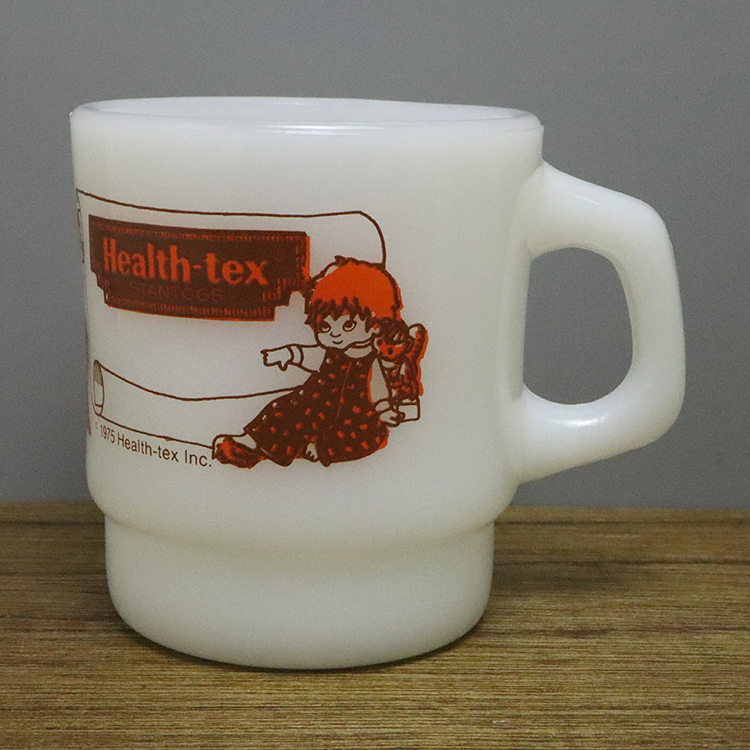 Health-tex ®
STANTOGS
© 1975 Health-tex Inc.